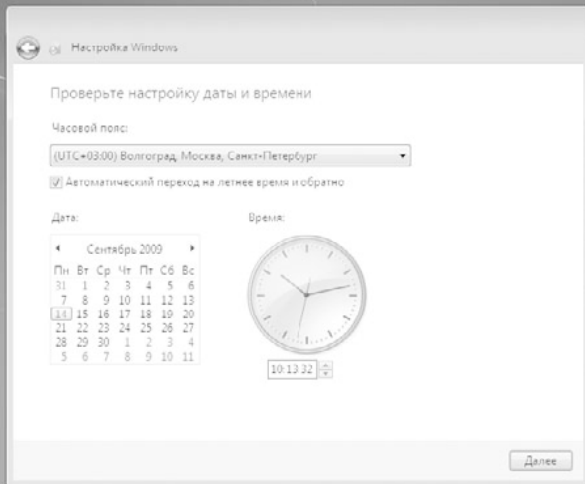 Настройка Windows
Проверьте настройку даты и времени
Часовой пояс:
(UTC+03:00) Волгоград, Москва, Санкт-Петербург
Автоматический переход на летнее время и обратно
Дата: Время:
Сентябрь 2009
Пн Вт Ср Чт Пт Сб Вс
31 1 2 3 4 5 6
7 8 9 10 11 12 13
14 15 16 17 18 19 20
21 22 23 24 25 26 27
28 29 30 1 2 3 4
5 6 7 8 9 10 11
10:13:32
Далее